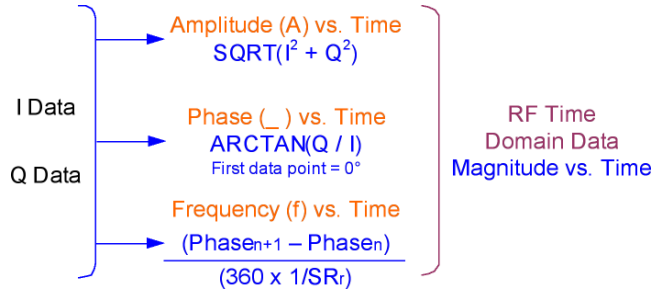 Amplitude (A) vs. Time
SQRT(I² + Q²)
I Data
Q Data
Phase (_ ) vs. Time
ARCTAN(Q / I)
First data point = 0°
Frequency (f) vs. Time
(Phasen+1 – Phasen)
(360 x 1/SRr)
RF Time
Domain Data
Magnitude vs. Time